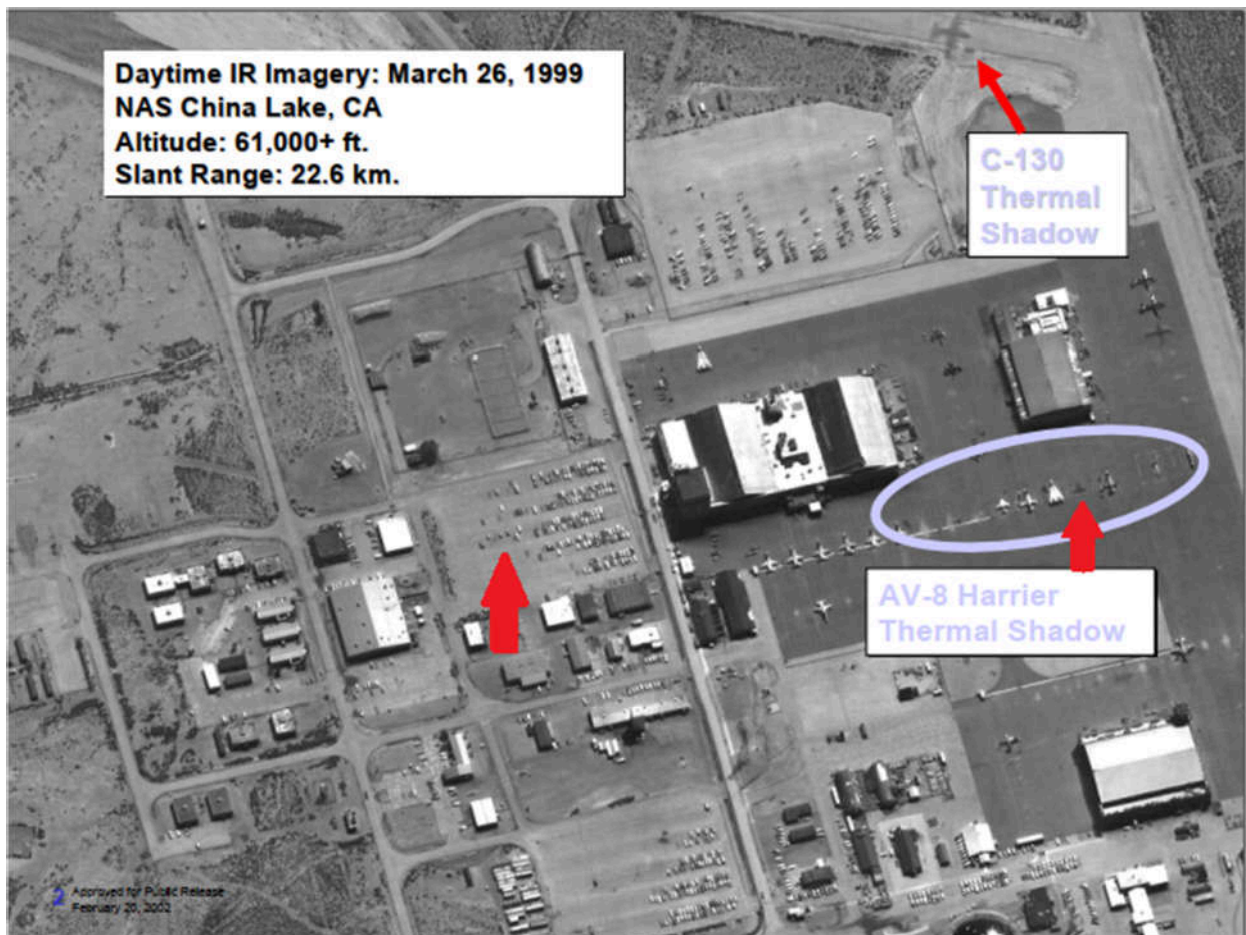 Daytime IR Imagery: March 26, 1999
NAS China Lake, CA
Altitude: 61,000+ ft.
Slant Range: 22.6 km.
C-130
Thermal
Shadow
AV-8 Harrier
Thermal Shadow
2 Approved for Public Release
February 20, 2002